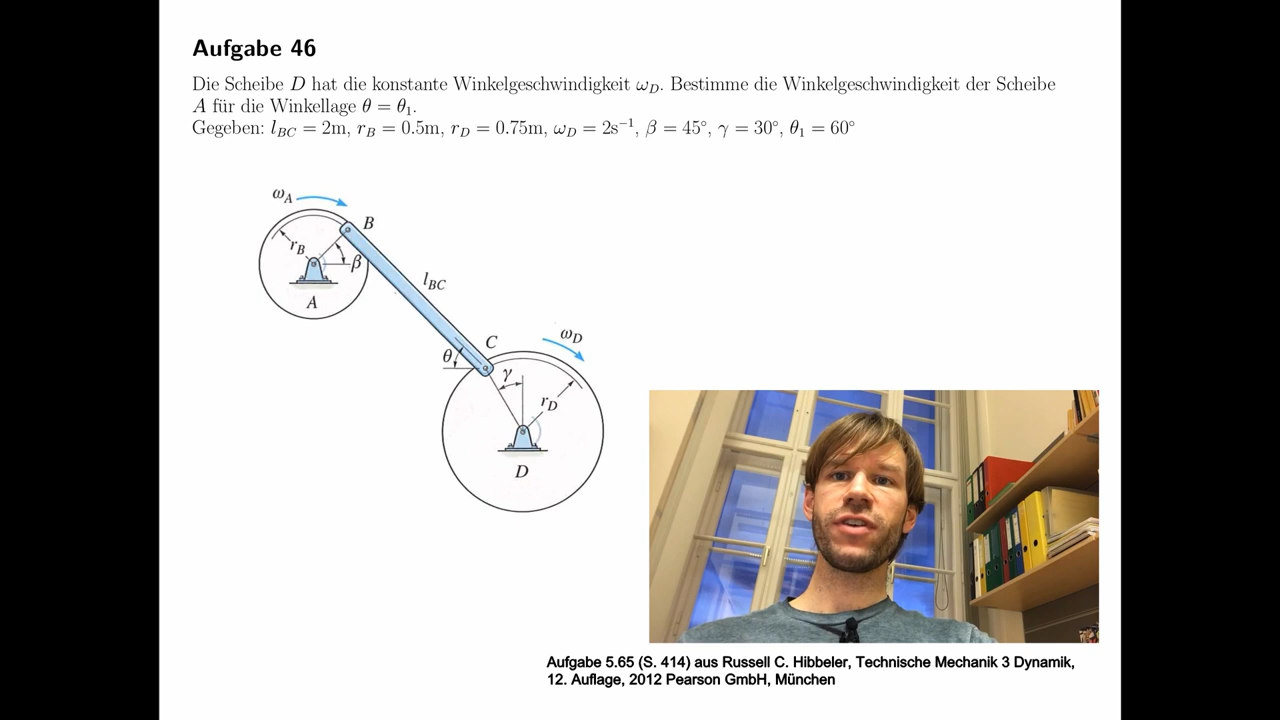 Aufgabe 46
Die Scheibe D hat die konstante Winkelgeschwindigkeit ω_D. Bestimme die Winkelgeschwindigkeit der Scheibe
A für die Winkellage θ = θ₁.
Gegeben: l_BC = 2m, r_B = 0.5m, r_D = 0.75m, ω_D = 2s⁻¹, β = 45°, γ = 30°, θ₁ = 60°
ω_A
B
r_B
β
l_BC
A
C
ω_D
θ
γ
r_D
D
Aufgabe 5.65 (S. 414) aus Russell C. Hibbeler, Technische Mechanik 3 Dynamik,
12. Auflage, 2012 Pearson GmbH, München